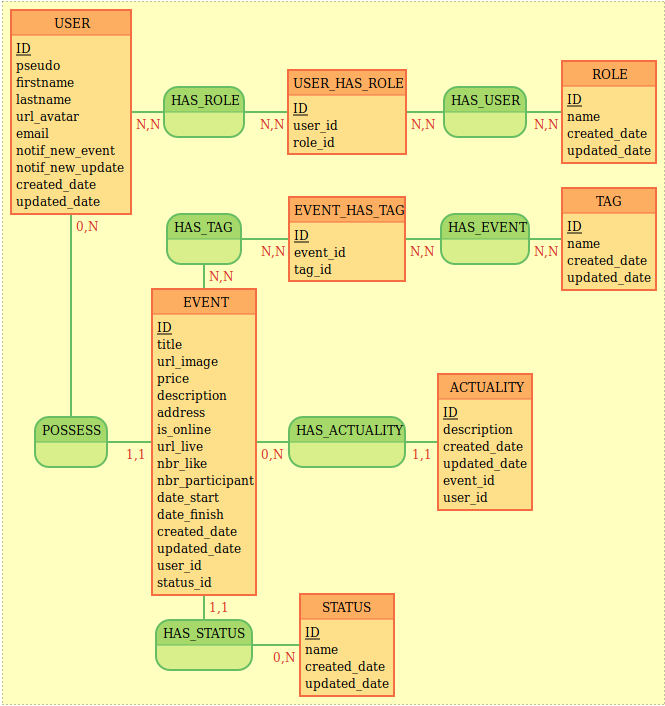 USER
ID
pseudo
firstname
lastname
url_avatar
email
notif_new_event
notif_new_update
created_date
updated_date
HAS_ROLE
N,N
N,N
USER_HAS_ROLE
ID
user_id
role_id
HAS_USER
N,N
N,N
ROLE
ID
name
created_date
updated_date
0,N
HAS_TAG
N,N
N,N
EVENT_HAS_TAG
ID
event_id
tag_id
HAS_EVENT
N,N
N,N
TAG
ID
name
created_date
updated_date
EVENT
ID
title
url_image
price
description
address
is_online
url_live
nbr_like
nbr_participant
date_start
date_finish
created_date
updated_date
user_id
status_id
POSSESS
1,1
0,N
HAS_ACTUALITY
1,1
ACTUALITY
ID
description
created_date
updated_date
event_id
user_id
1,1
HAS_STATUS
0,N
STATUS
ID
name
created_date
updated_date